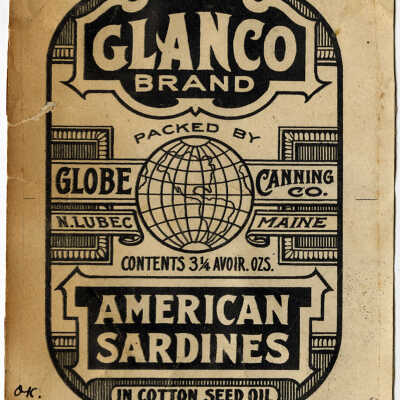 GLANCO
BRAND
PACKED BY
GLOBE CANNING CO.
N. LUBEC MAINE
CONTENTS 3¼ AVOIR. OZS.
AMERICAN
SARDINES
IN COTTON SEED OIL
O.K.